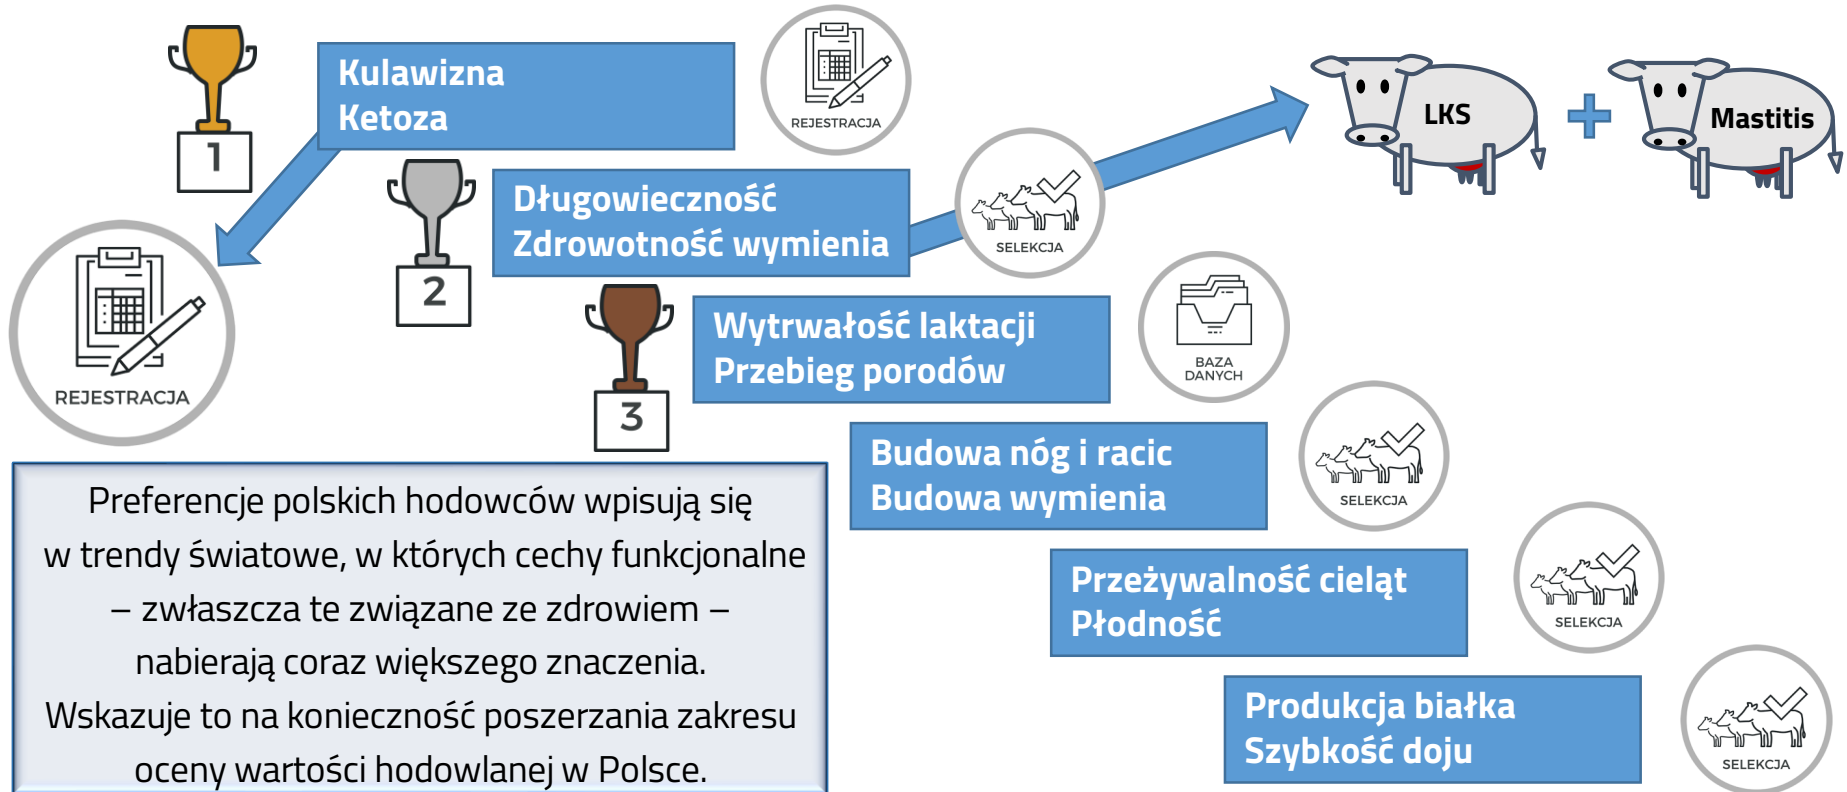 Kulawizna
Ketoza
REJESTRACJA
1
LKS
Mastitis
Długowieczność
Zdrowotność wymienia
SELEKCJA
2
REJESTRACJA
Wytrwałość laktacji
Przebieg porodów
BAZA
DANYCH
3
Budowa nóg i racic
Budowa wymienia
SELEKCJA
Preferencje polskich hodowców wpisują się
w trendy światowe, w których cechy funkcjonalne
– zwłaszcza te związane ze zdrowiem –
nabierają coraz większego znaczenia.
Wskazuje to na konieczność poszerzania zakresu
oceny wartości hodowlanej w Polsce.
Przeżywalność cieląt
Płodność
SELEKCJA
Produkcja białka
Szybkość doju
SELEKCJA